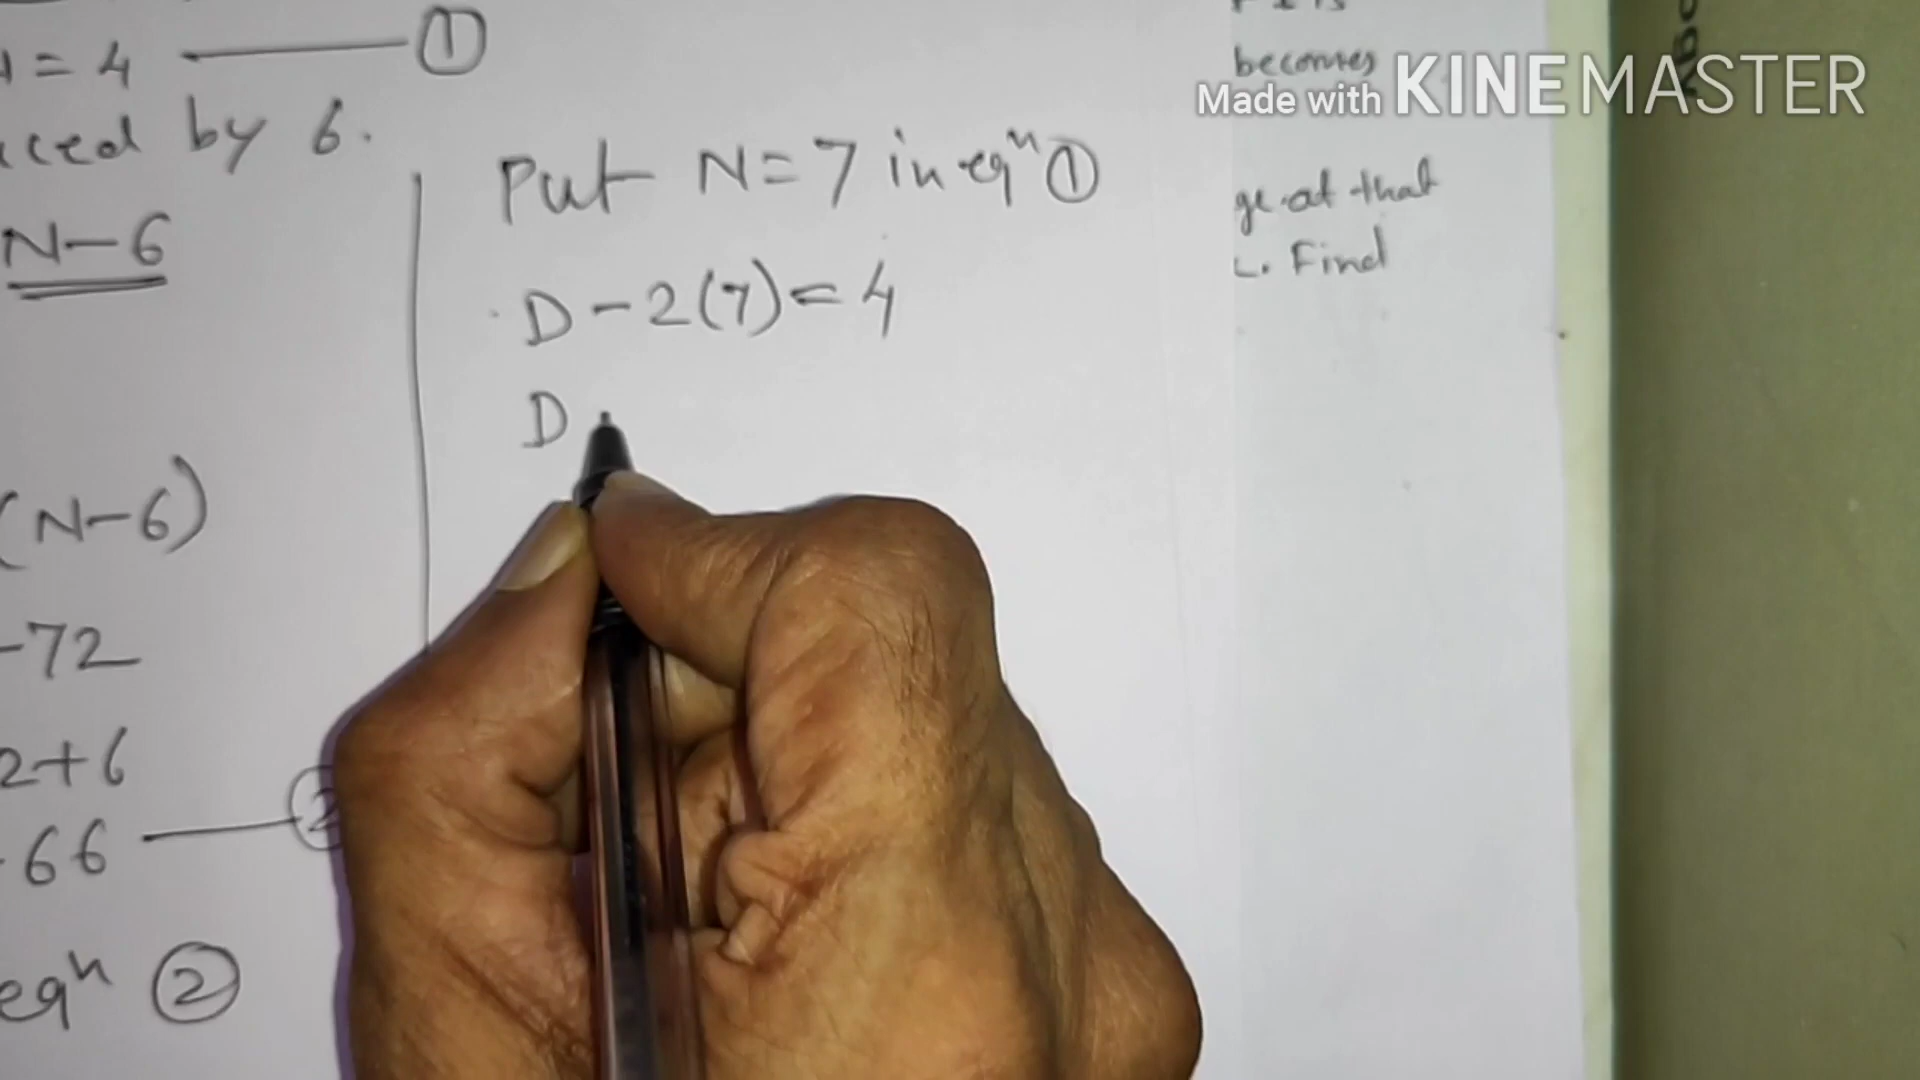 = 4 ——— ①
by 6.
N-6
(N-6)
-72
2+6
66 ——— ②
eqⁿ ②
Put N=7 in eqⁿ ①
D-2(7)=4
D
becomes
at that
Find
Made with KINEMASTER